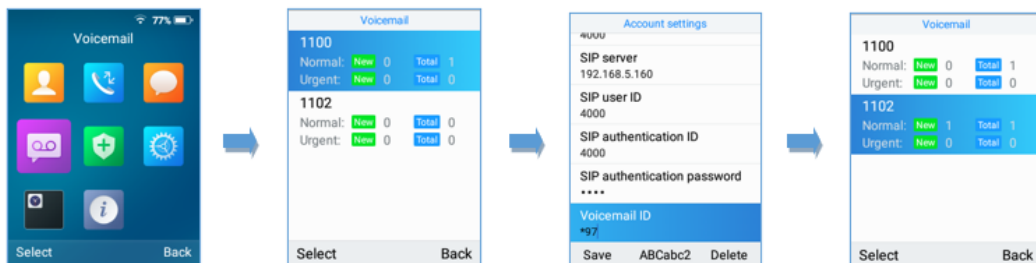 77%
Voicemail
Select Back
Voicemail
1100
Normal: New 0 Total 1
Urgent: New 0 Total 0
1102
Normal: New 0 Total 0
Urgent: New 0 Total 0
Select Back
Account settings
4000
SIP server
192.168.5.160
SIP user ID
4000
SIP authentication ID
4000
SIP authentication password
••••
Voicemail ID
*97
Save ABCabc2 Delete
Voicemail
1100
Normal: New 0 Total 1
Urgent: New 0 Total 0
1102
Normal: New 1 Total 1
Urgent: New 0 Total 0
Select Back